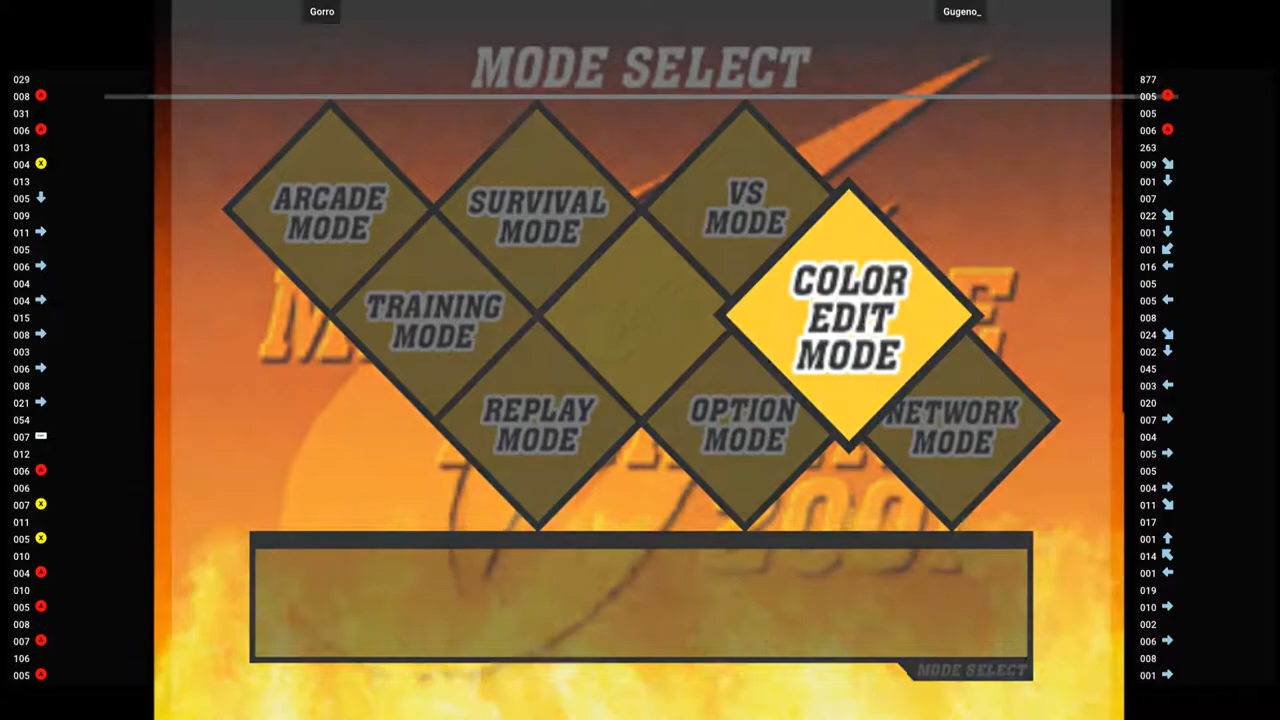 Gorro
Gugeno_
MODE SELECT
ARCADE
MODE
SURVIVAL
MODE
VS
MODE
COLOR
EDIT
MODE
TRAINING
MODE
REPLAY
MODE
OPTION
MODE
NETWORK
MODE
2001
MODE SELECT
029
008 A
031
006 A
013
004 X
013
005
009
011
005
006
004
004
015
008
003
006
008
021
054
007
012
006 A
006
007 X
011
005 X
010
004 A
010
005 A
008
007 A
106
005 A
877
005 A
005
006 A
263
009
001
007
022
001
001
016
005
005
008
024
002
045
003
020
007
004
005
005
004
011
017
001
014
001
019
010
002
006
008
001